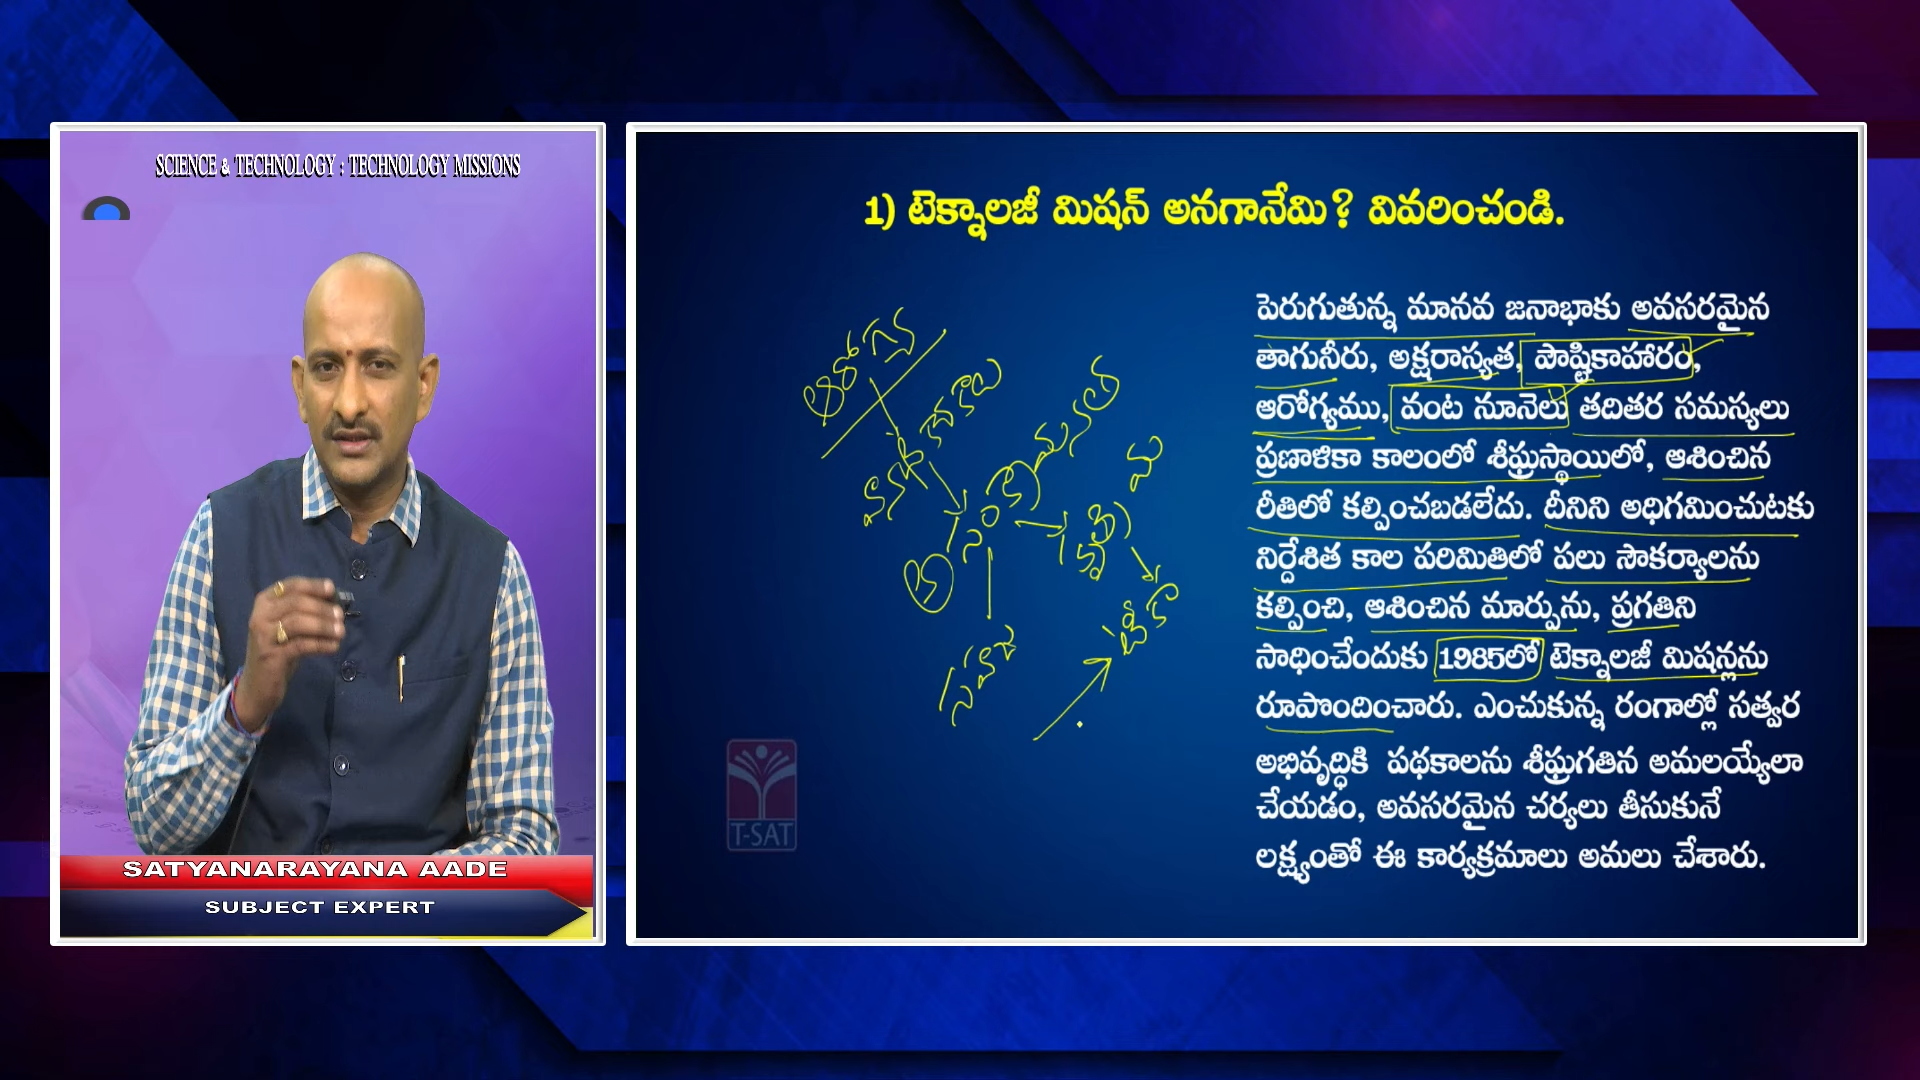 SCIENCE & TECHNOLOGY : TECHNOLOGY MISSIONS
1) టెక్నాలజీ మిషన్ అనగానేమి? వివరించండి.
పెరుగుతున్న మానవ జనాభాకు అవసరమైన
తాగునీరు, అక్షరాస్యత, పౌష్టికాహారం,
ఆరోగ్యము, వంట నూనెలు తదితర సమస్యలు
ప్రణాళికా కాలంలో శీఘ్రస్థాయిలో, ఆశించిన
రీతిలో కల్పించబడలేదు. దీనిని అధిగమించుటకు
నిర్దేశిత కాల పరిమితిలో పలు సౌకర్యాలను
కల్పించి, ఆశించిన మార్పును, ప్రగతిని
సాధించేందుకు 1985లో టెక్నాలజీ మిషన్లను
రూపొందించారు. ఎంచుకున్న రంగాల్లో సత్వర
అభివృద్ధికి పథకాలను శీఘ్రగతిన అమలయ్యేలా
చేయడం, అవసరమైన చర్యలు తీసుకునే
లక్ష్యంతో ఈ కార్యక్రమాలు అమలు చేశారు.
ఆరోగ్య
T-SAT
SATYANARAYANA AADE
SUBJECT EXPERT